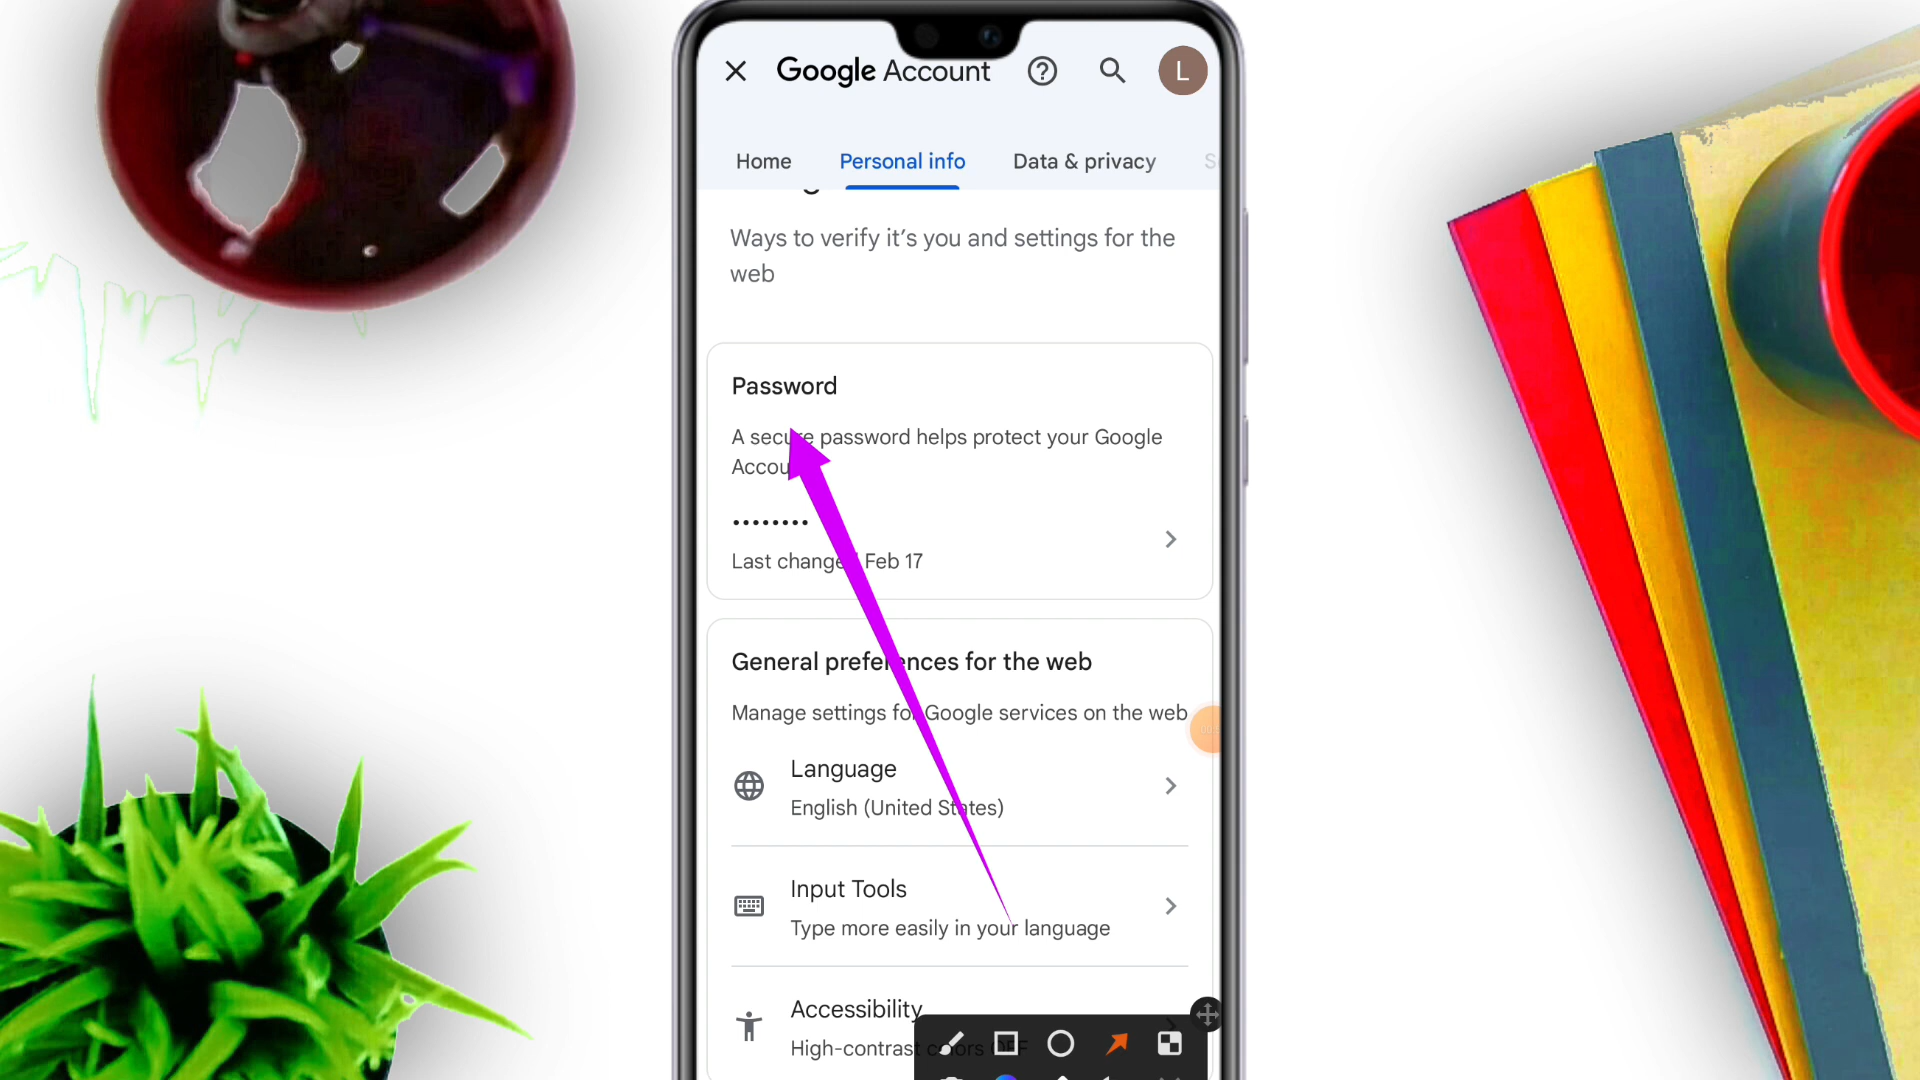 Google Account
L
Home Personal info Data & privacy
Ways to verify it’s you and settings for the
web
Password
A secure password helps protect your Google
••••••••
Last changed Feb 17
General preferences for the web
Manage settings for Google services on the web
Language
English (United States)
Input Tools
Type more easily in your language
Accessibility
High-contrast colors OFF